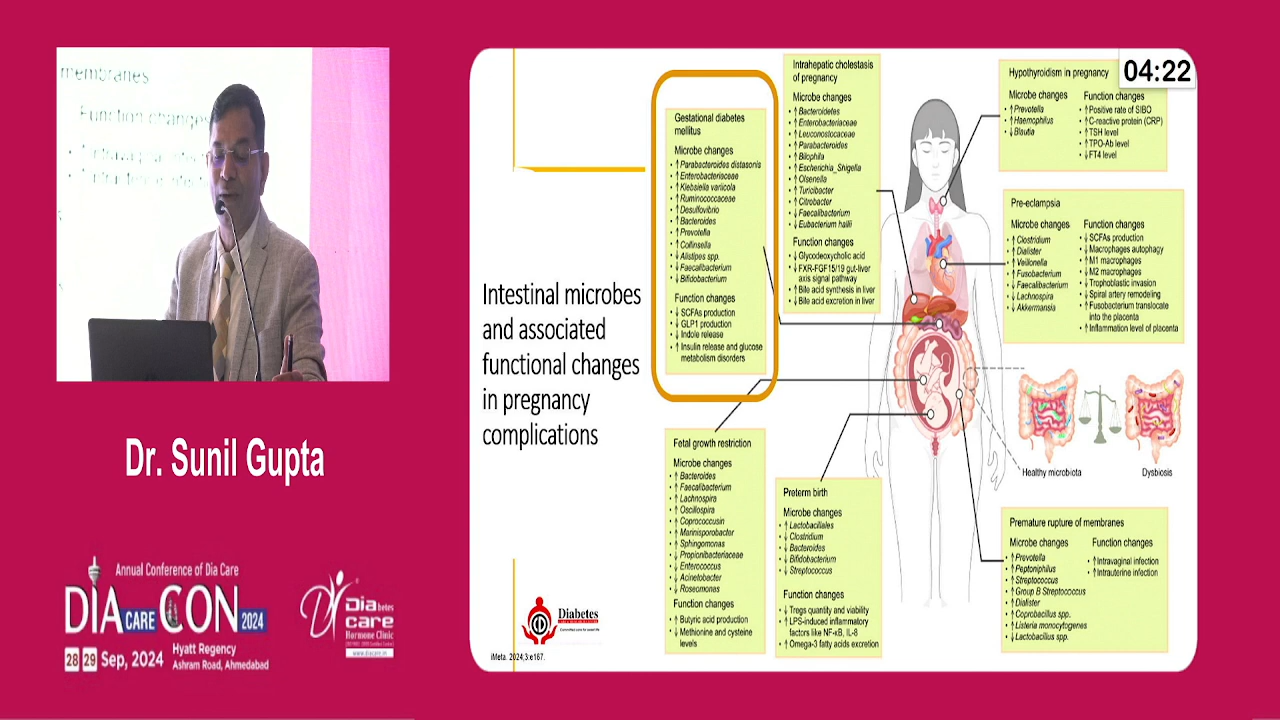 membranes
Function changes
Dr. Sunil Gupta
Annual Conference of Dia Care
DIA CARE CON 2024
28 29 Sep, 2024
Hyatt Regency
Ashram Road, Ahmedabad
Diabetes
care
Hormone Clinic
www.diacare.in
04:22
Intestinal microbes
and associated
functional changes
in pregnancy
complications
Gestational diabetes
mellitus
Microbe changes
• ↑ Parabacteroides distasonis
• ↑ Enterobacteriaceae
• ↑ Klebsiella variicola
• ↑ Ruminococcaceae
• ↑ Desulfovibrio
• ↑ Bacteroides
• ↑ Prevotella
• ↑ Collinsella
• ↓ Alistipes spp.
• ↓ Faecalibacterium
• ↓ Bifidobacterium
Function changes
• ↓ SCFAs production
• ↓ GLP1 production
• ↓ Indole release
• ↑ Insulin release and glucose
metabolism disorders
Intrahepatic cholestasis
of pregnancy
Microbe changes
• ↑ Bacteroidetes
• ↑ Enterobacteriaceae
• ↑ Leuconostocaceae
• ↑ Parabacteroides
• ↑ Bilophila
• ↑ Escherichia_Shigella
• ↑ Olsenella
• ↑ Turicibacter
• ↑ Citrobacter
• ↓ Faecalibacterium
• ↓ Eubacterium hallii
Function changes
• ↓ Glycodeoxycholic acid
• ↓ FXR-FGF15/19 gut-liver
axis signal pathway
• ↑ Bile acid synthesis in liver
• ↓ Bile acid excretion in liver
Hypothyroidism in pregnancy
Microbe changes
• ↑ Prevotella
• ↑ Haemophilus
• ↓ Blautia
Function changes
• ↑ Positive rate of SIBO
• ↑ C-reactive protein (CRP)
• ↑ TSH level
• ↑ TPO-Ab level
• ↓ FT4 level
Pre-eclampsia
Microbe changes
• ↑ Clostridium
• ↑ Dialister
• ↑ Veillonella
• ↑ Fusobacterium
• ↓ Faecalibacterium
• ↓ Lachnospira
• ↓ Akkermansia
Function changes
• ↓ SCFAs production
• ↓ Macrophages autophagy
• ↑ M1 macrophages
• ↓ M2 macrophages
• ↓ Trophoblastic invasion
• ↓ Spiral artery remodeling
• ↑ Fusobacterium translocate
into the placenta
• ↑ Inflammation level of placenta
Healthy microbiota
Dysbiosis
Fetal growth restriction
Microbe changes
• ↑ Bacteroides
• ↑ Faecalibacterium
• ↑ Lachnospira
• ↑ Oscillospira
• ↑ Coprococcusin
• ↑ Marinisporobacter
• ↑ Sphingomonas
• ↓ Propionibacteriaceae
• ↓ Enterococcus
• ↓ Acinetobacter
• ↓ Roseomonas
Function changes
• ↑ Butyric acid production
• ↓ Methionine and cysteine
levels
Preterm birth
Microbe changes
• ↑ Lactobacillales
• ↓ Clostridium
• ↓ Bacteroides
• ↓ Bifidobacterium
• ↓ Streptococcus
Function changes
• ↓ Tregs quantity and viability
• ↑ LPS-induced inflammatory
factors like NF-κB, IL-8
• ↑ Omega-3 fatty acids excretion
Premature rupture of membranes
Microbe changes
• ↑ Prevotella
• ↑ Peptoniphilus
• ↑ Streptococcus
• ↑ Group B Streptococcus
• ↑ Dialister
• ↑ Coprobacillus spp.
• ↑ Listeria monocytogenes
• ↓ Lactobacillus spp.
Function changes
• ↑ Intravaginal infection
• ↑ Intrauterine infection
Diabetes
iMeta. 2024;3:e167.